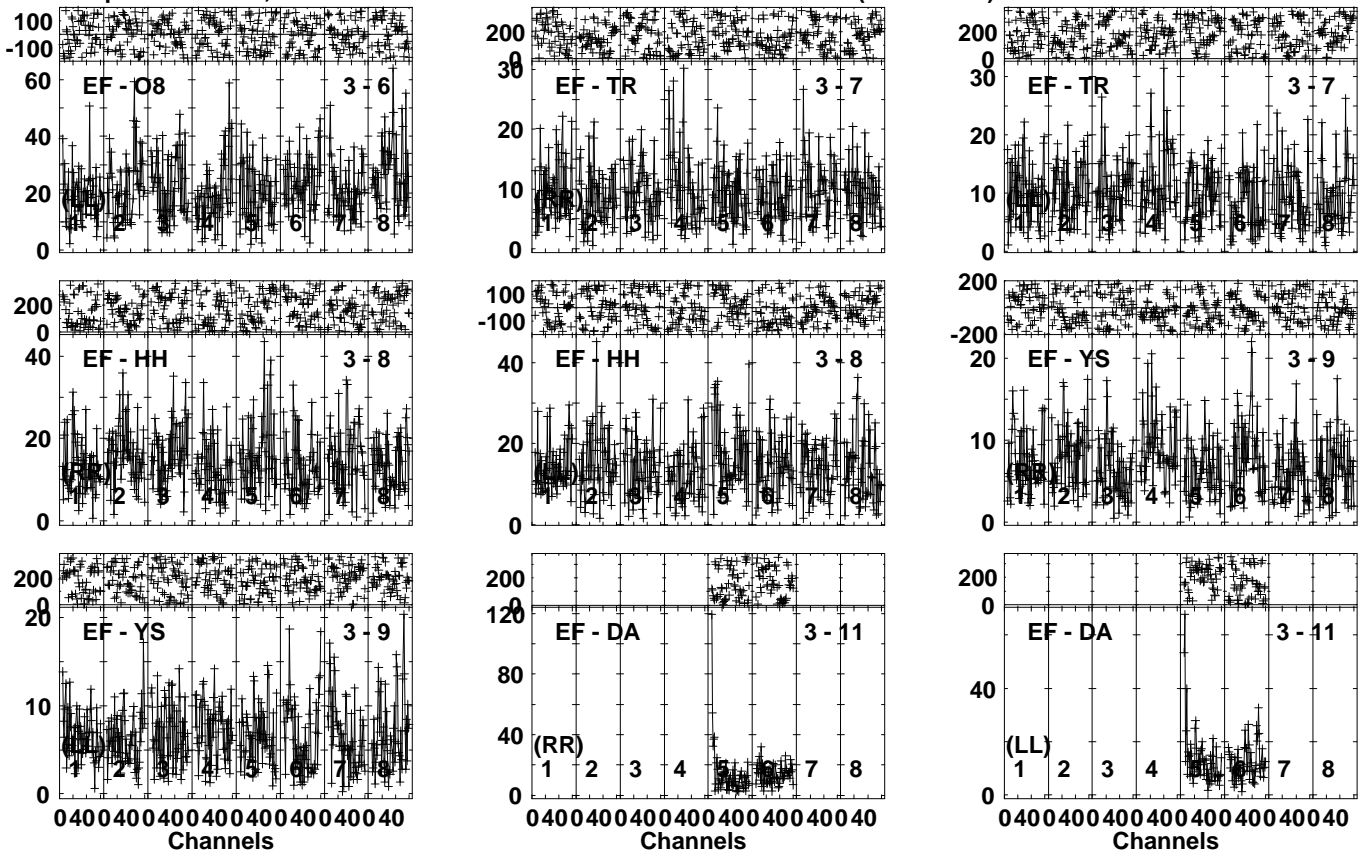 100
-100
60 EF - O8 3 - 6
40
20 (LL)
1 2 3 4 5 6 7 8
0
200
0
30 EF - TR 3 - 7
20
10 (RR)
1 2 3 4 5 6 7 8
0
200
0
30 EF - TR 3 - 7
20
10 (LL)
1 2 3 4 5 6 7 8
0
200
0
40 EF - HH 3 - 8
20
(RR)
1 2 3 4 5 6 7 8
0
100
-100
EF - HH 3 - 8
40
20
(LL)
1 2 3 4 5 6 7 8
0
200
-200
20 EF - YS 3 - 9
10
(RR)
1 2 3 4 5 6 7 8
0
200
0
20 EF - YS 3 - 9
10
(LL)
1 2 3 4 5 6 7 8
0
0 40 0 40 0 40 0 40 0 40 0 40 0 40 0 40
Channels
200
0
120 EF - DA 3 - 11
80
40
(RR)
1 2 3 4 5 6 7 8
0
0 40 0 40 0 40 0 40 0 40 0 40 0 40 0 40
Channels
200
0
EF - DA 3 - 11
40
(LL)
1 2 3 4 5 6 7 8
0
0 40 0 40 0 40 0 40 0 40 0 40 0 40 0 40
Channels